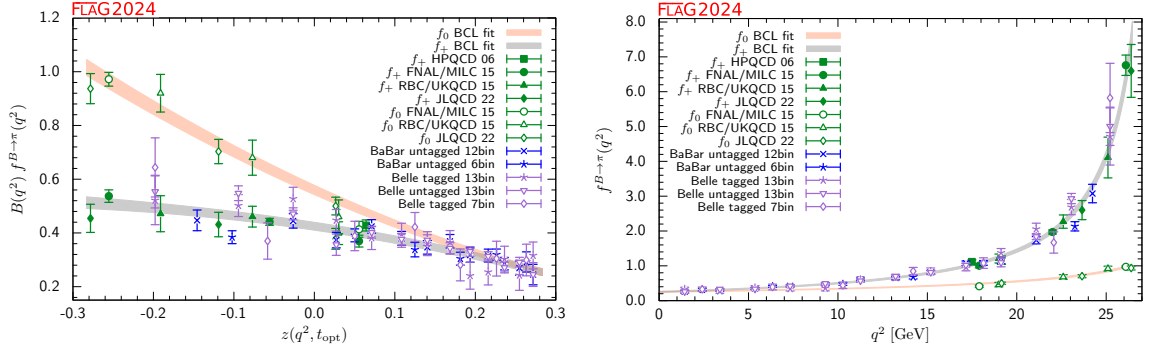 FLAG2024
B(q², t) f^{B→π}(q²)
1.2
1.0
0.8
0.6
0.4
0.2
-0.3
-0.2
-0.1
0.0
0.1
0.2
0.3
z(q², t_opt)
f₀ BCL fit
f₊ BCL fit
f₊ HPQCD 06
f₊ FNAL/MILC 15
f₊ RBC/UKQCD 15
f₊ JLQCD 22
f₀ FNAL/MILC 15
f₀ RBC/UKQCD 15
f₀ JLQCD 22
BaBar untagged 12bin
BaBar untagged 6bin
Belle tagged 13bin
Belle untagged 13bin
Belle tagged 7bin
FLAG2024
f^{B→π}(q²)
8.0
7.0
6.0
5.0
4.0
3.0
2.0
1.0
0.0
0
5
10
15
20
25
q² [GeV]
f₀ BCL fit
f₊ BCL fit
f₊ HPQCD 06
f₊ FNAL/MILC 15
f₊ RBC/UKQCD 15
f₊ JLQCD 22
f₀ FNAL/MILC 15
f₀ RBC/UKQCD 15
f₀ JLQCD 22
BaBar untagged 12bin
BaBar untagged 6bin
Belle tagged 13bin
Belle untagged 13bin
Belle tagged 7bin